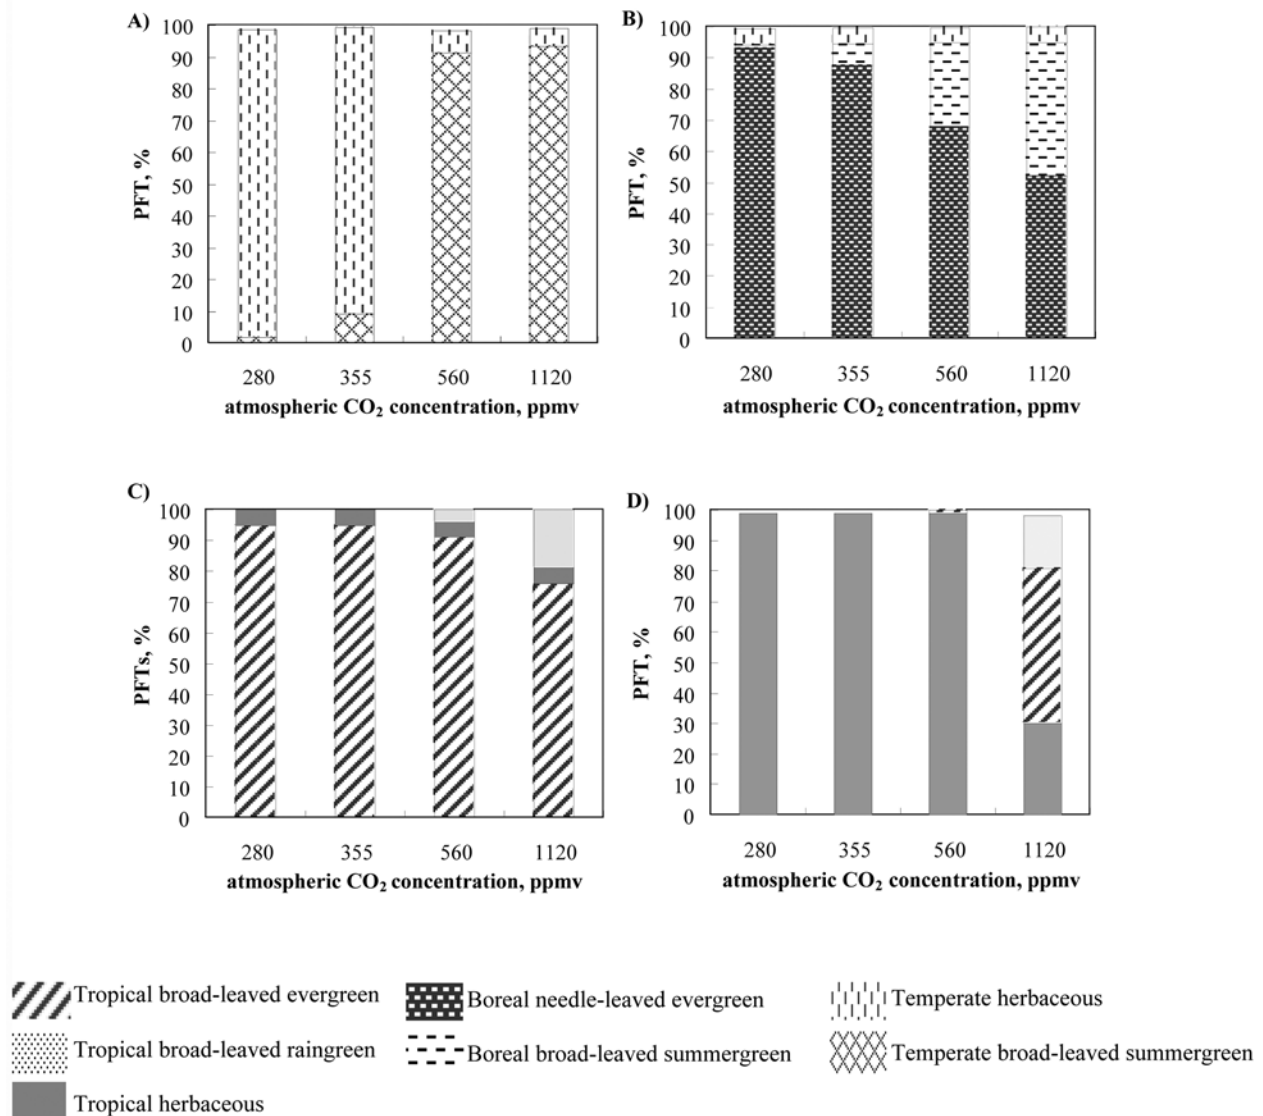 A)
PFT, %
100
90
80
70
60
50
40
30
20
10
0
280 355 560 1120
atmospheric CO₂ concentration, ppmv
B)
PFT, %
100
90
80
70
60
50
40
30
20
10
0
280 355 560 1120
atmospheric CO₂ concentration, ppmv
C)
PFTs, %
100
90
80
70
60
50
40
30
20
10
0
280 355 560 1120
atmospheric CO₂ concentration, ppmv
D)
PFT, %
100
90
80
70
60
50
40
30
20
10
0
280 355 560 1120
atmospheric CO₂ concentration, ppmv
Tropical broad-leaved evergreen
Boreal needle-leaved evergreen
Temperate herbaceous
Tropical broad-leaved raingreen
Boreal broad-leaved summergreen
Temperate broad-leaved summergreen
Tropical herbaceous